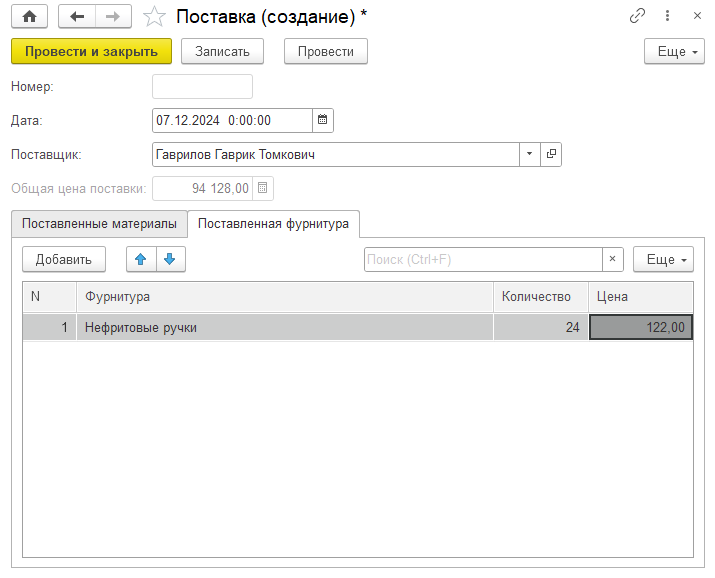 Поставка (создание) *
Провести и закрыть Записать Провести Еще
Номер:
Дата: 07.12.2024 0:00:00
Поставщик: Гаврилов Гаврик Томкович
Общая цена поставки: 94 128,00
Поставленные материалы Поставленная фурнитура
Добавить Поиск (Ctrl+F) × Еще
N Фурнитура Количество Цена
1 Нефритовые ручки 24 122,00